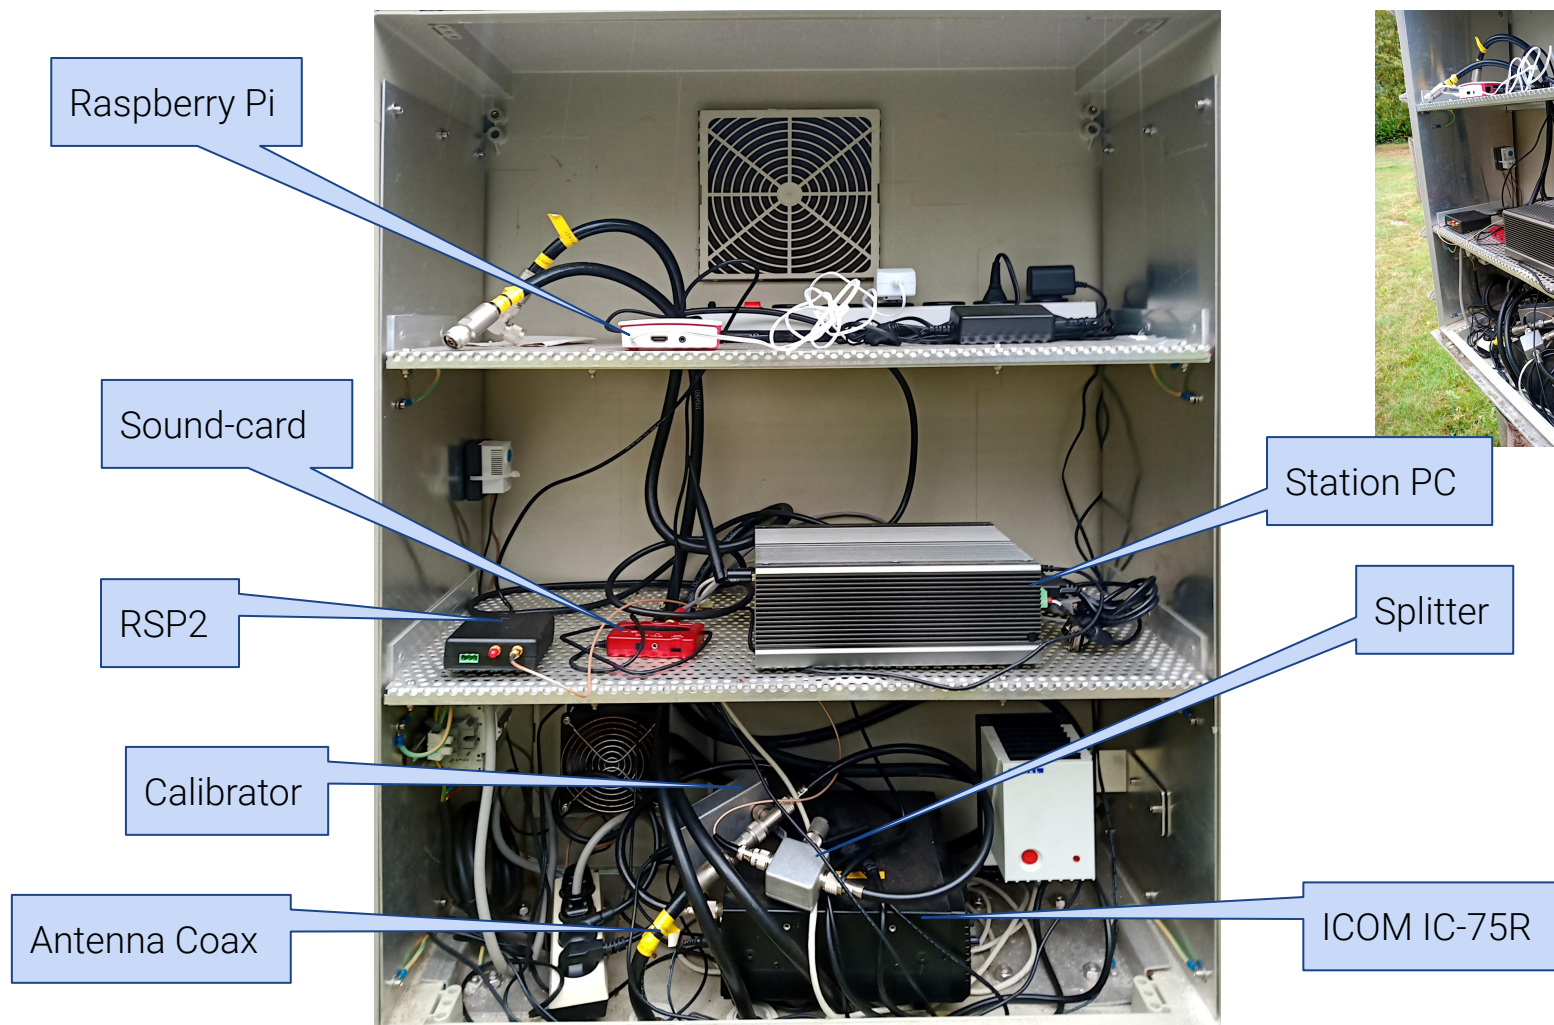 Raspberry Pi
Sound-card
Station PC
RSP2
Splitter
Calibrator
Antenna Coax
ICOM IC-75R